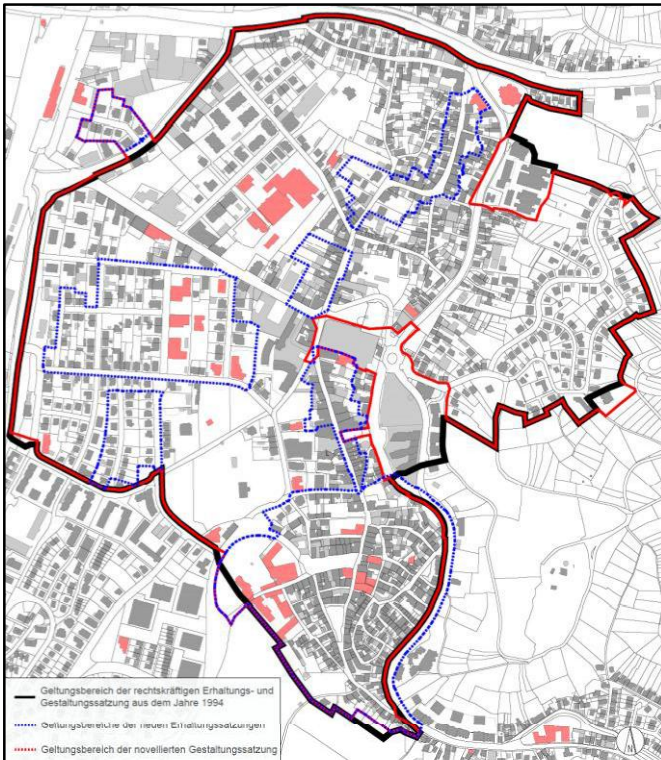 Geltungsbereich der rechtskräftigen Erhaltungs- und
Gestaltungssatzung aus dem Jahre 1994
Geltungsbereiche der neuen Erhaltungssatzungen
Geltungsbereich der novellierten Gestaltungssatzung
N